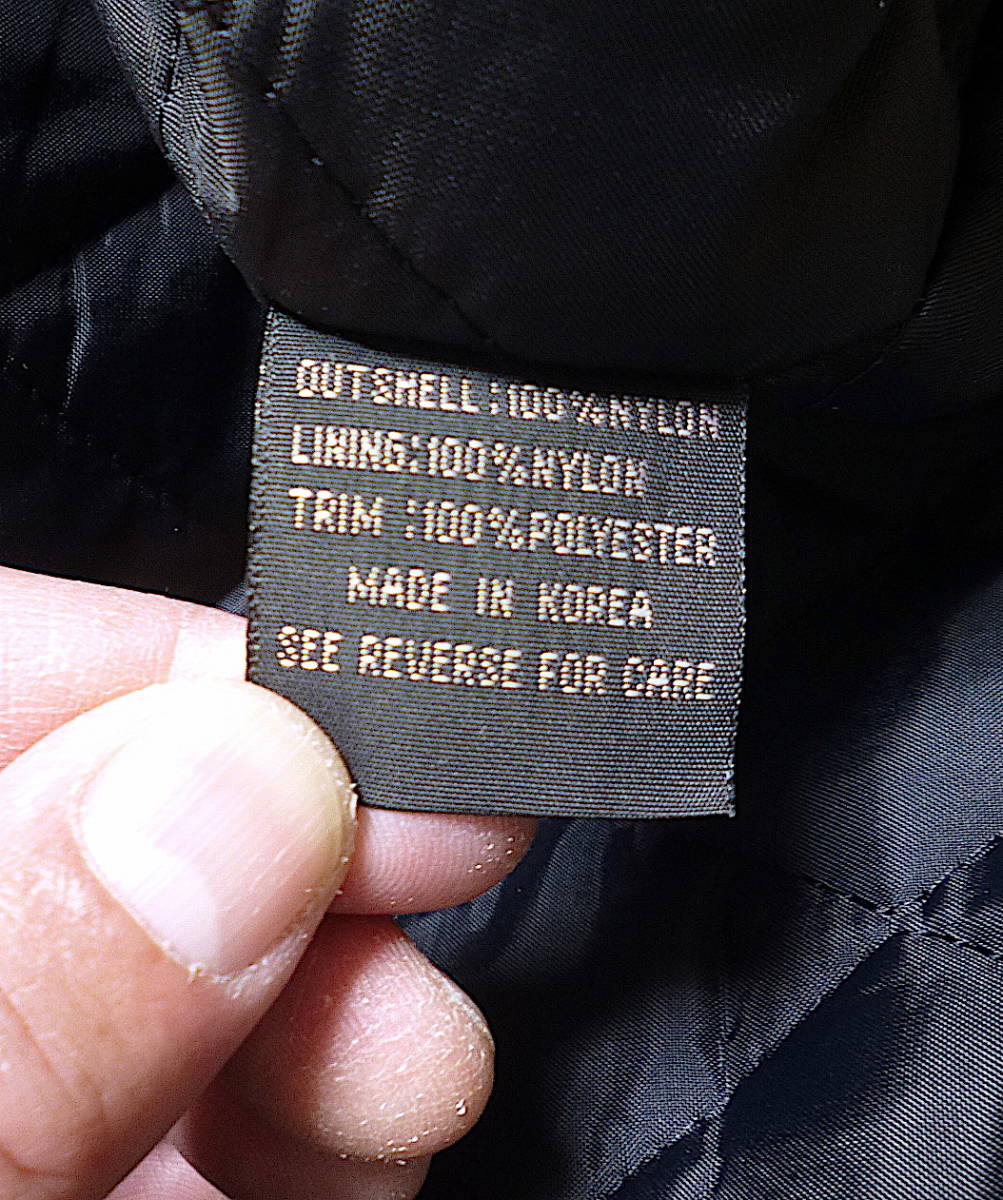 OUTSHELL:100%NYLON
LINING:100%NYLON
TRIM :100%POLYESTER
MADE IN KOREA
SEE REVERSE FOR CARE